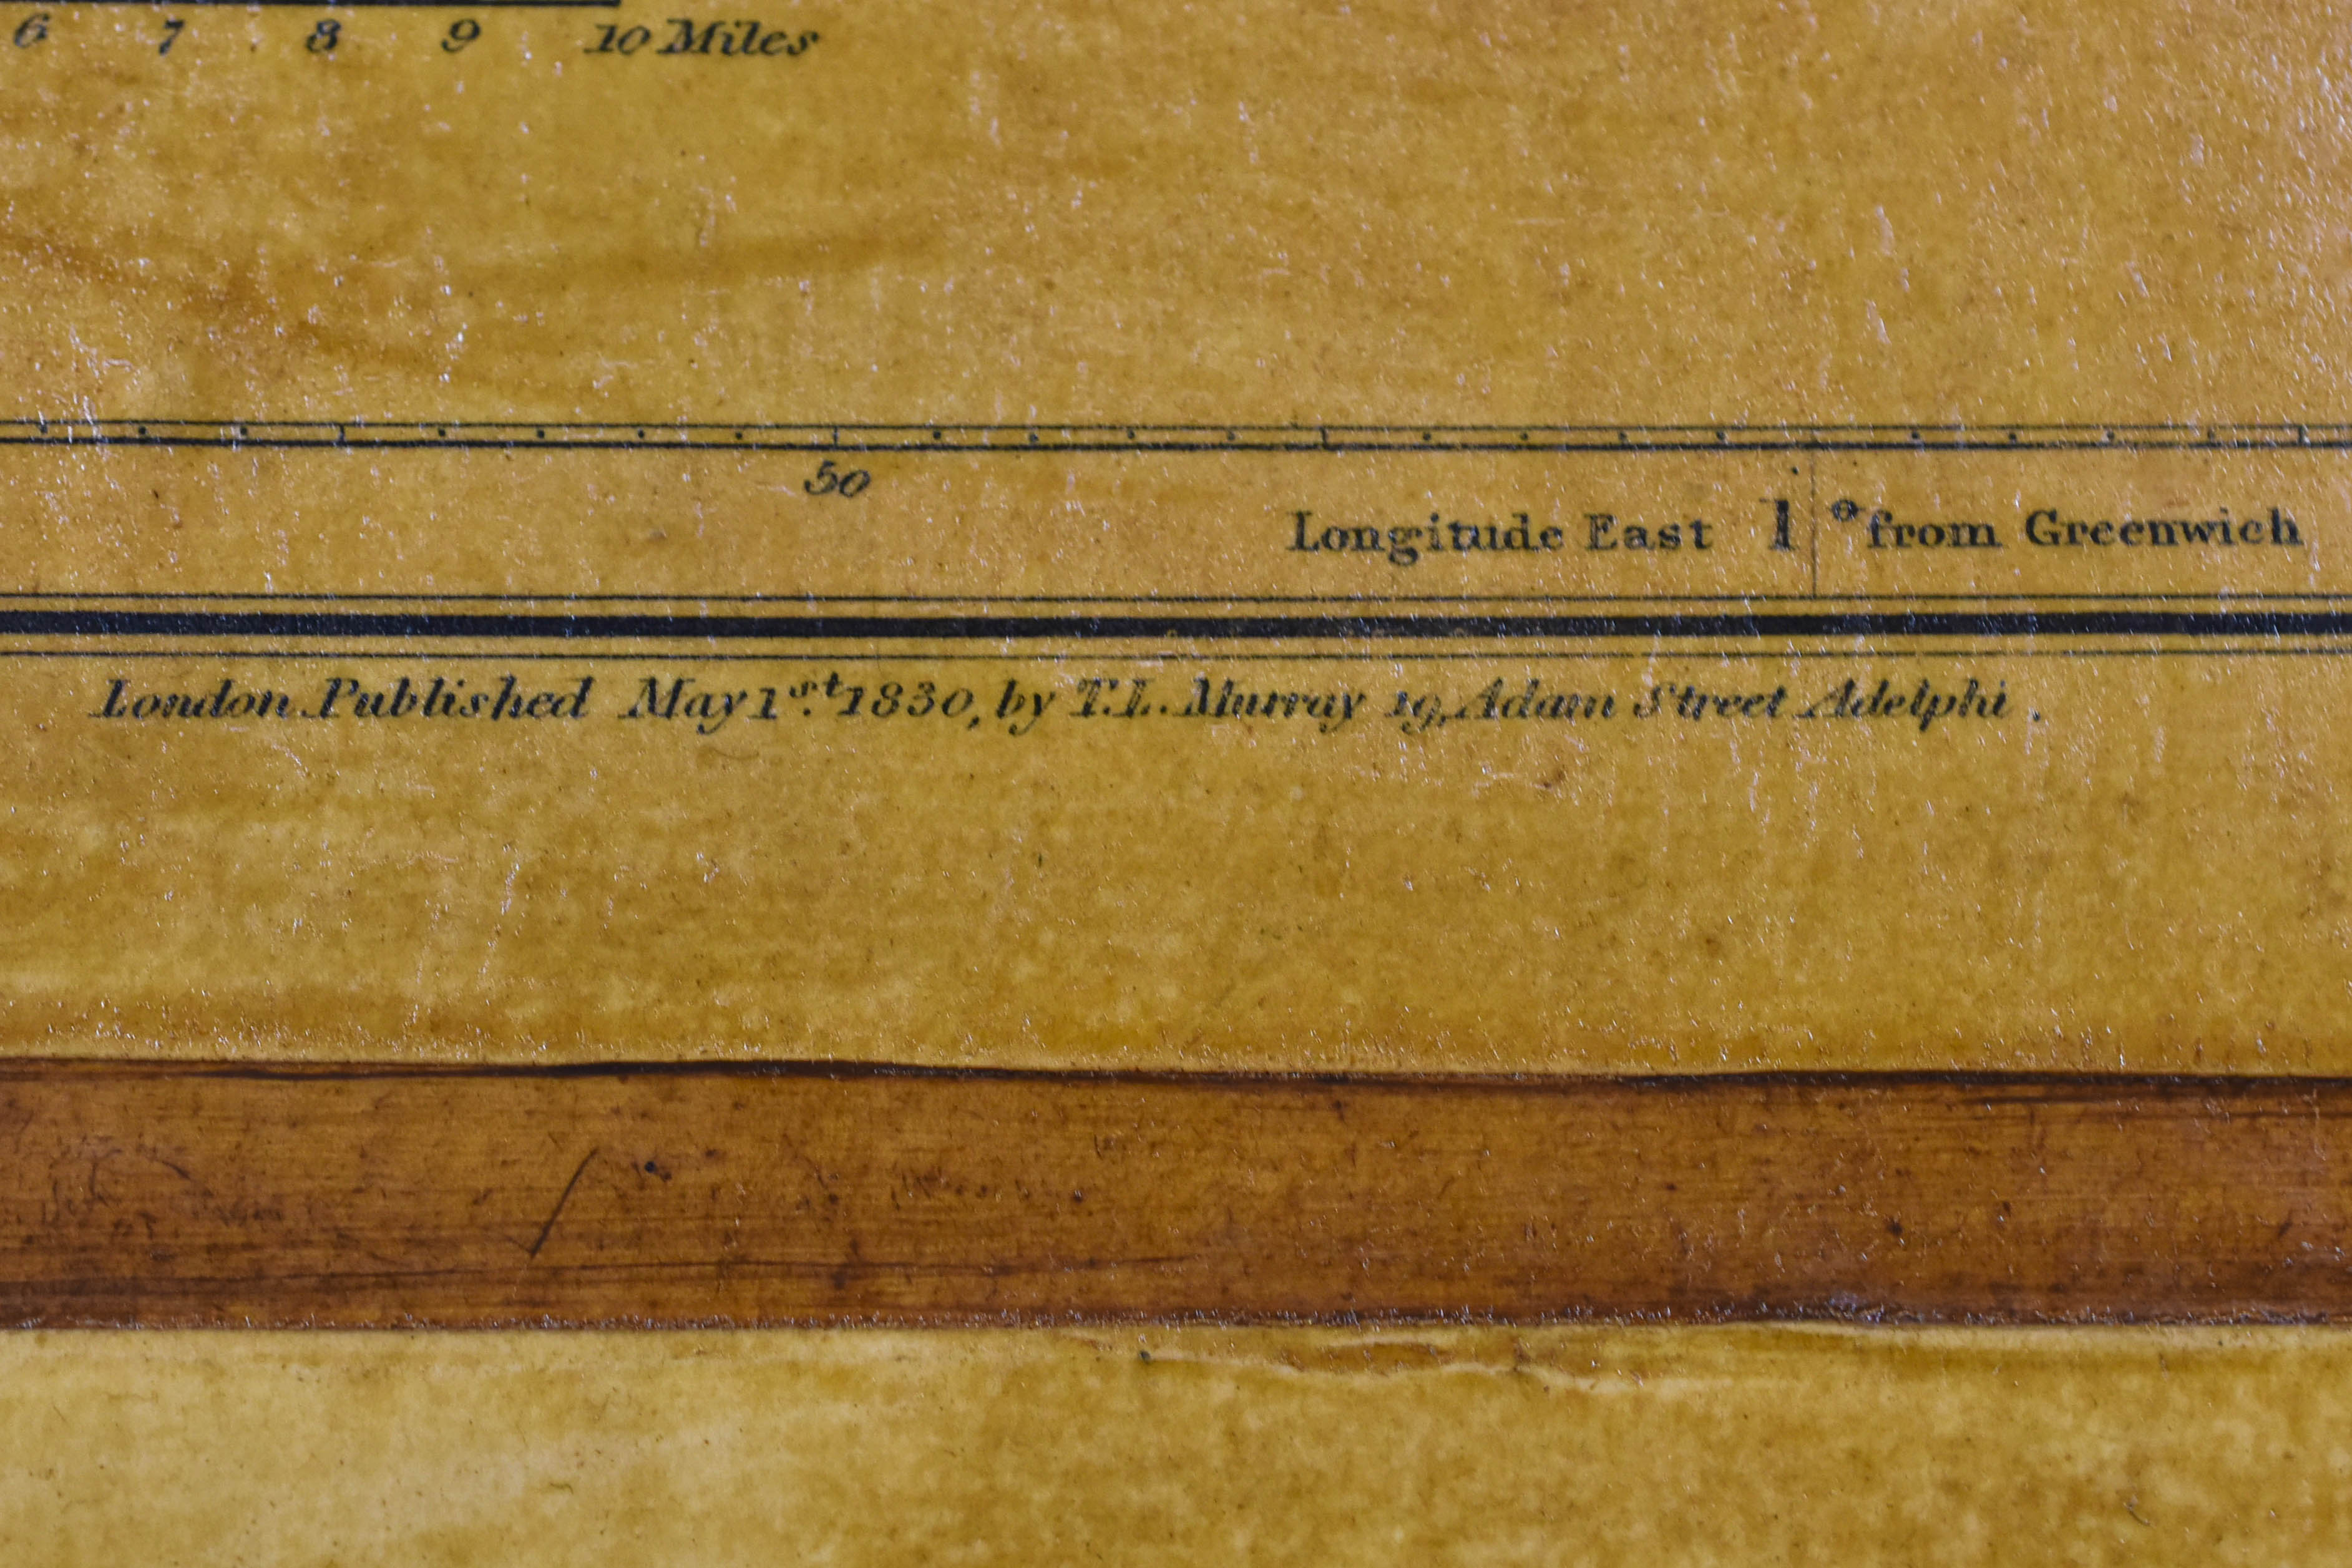 6 7 8 9 10 Miles
50
Longitude East 1° from Greenwich
London. Published May 1st. 1830, by T.L. Murray 19, Adam Street Adelphi.